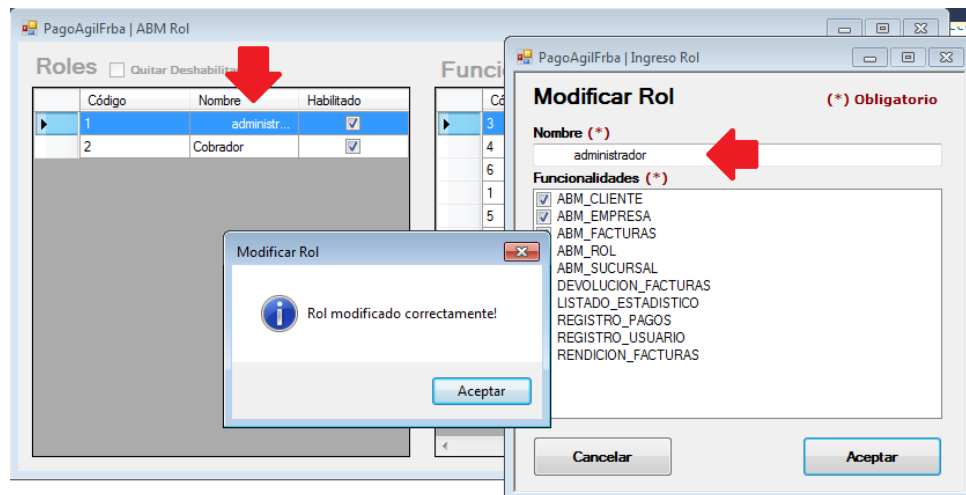 PagoAgilFrba | ABM Rol
Roles
Quitar
Código Nombre Habilitado
1 administr...
2 Cobrador
3
4
6
1
5
PagoAgilFrba | Ingreso Rol
Modificar Rol
(*) Obligatorio
Nombre (*)
administrador
Funcionalidades (*)
ABM_CLIENTE
ABM_EMPRESA
ABM_FACTURAS
ABM_ROL
ABM_SUCURSAL
DEVOLUCION_FACTURAS
LISTADO_ESTADISTICO
REGISTRO_PAGOS
REGISTRO_USUARIO
RENDICION_FACTURAS
Cancelar
Aceptar
Modificar Rol
Rol modificado correctamente!
Aceptar